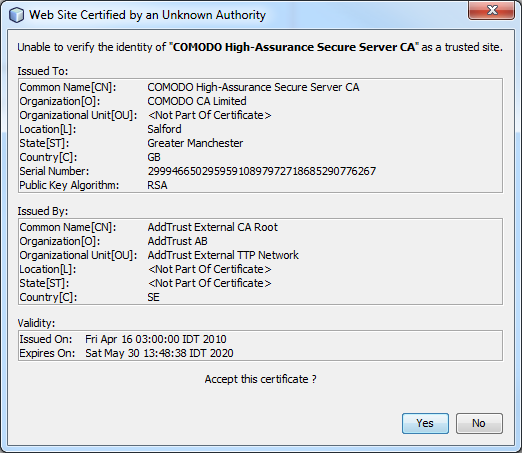 Web Site Certified by an Unknown Authority
Unable to verify the identity of "COMODO High-Assurance Secure Server CA" as a trusted site.
Issued To:
Common Name[CN]: COMODO High-Assurance Secure Server CA
Organization[O]: COMODO CA Limited
Organizational Unit[OU]: <Not Part Of Certificate>
Location[L]: Salford
State[ST]: Greater Manchester
Country[C]: GB
Serial Number: 29994665029595910897972718685290776267
Public Key Algorithm: RSA
Issued By:
Common Name[CN]: AddTrust External CA Root
Organization[O]: AddTrust AB
Organizational Unit[OU]: AddTrust External TTP Network
Location[L]: <Not Part Of Certificate>
State[ST]: <Not Part Of Certificate>
Country[C]: SE
Validity:
Issued On: Fri Apr 16 03:00:00 IDT 2010
Expires On: Sat May 30 13:48:38 IDT 2020
Accept this certificate ?
Yes No